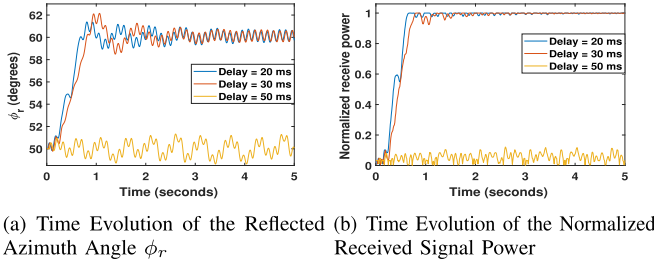 62
60
58
56
54
52
50
ϕr (degrees)
Delay = 20 ms
Delay = 30 ms
Delay = 50 ms
0 1 2 3 4 5
Time (seconds)
1
0.8
0.6
0.4
0.2
0
Normalized receive power
Delay = 20 ms
Delay = 30 ms
Delay = 50 ms
0 1 2 3 4 5
Time (seconds)
(a) Time Evolution of the Reflected
Azimuth Angle ϕr
(b) Time Evolution of the Normalized
Received Signal Power